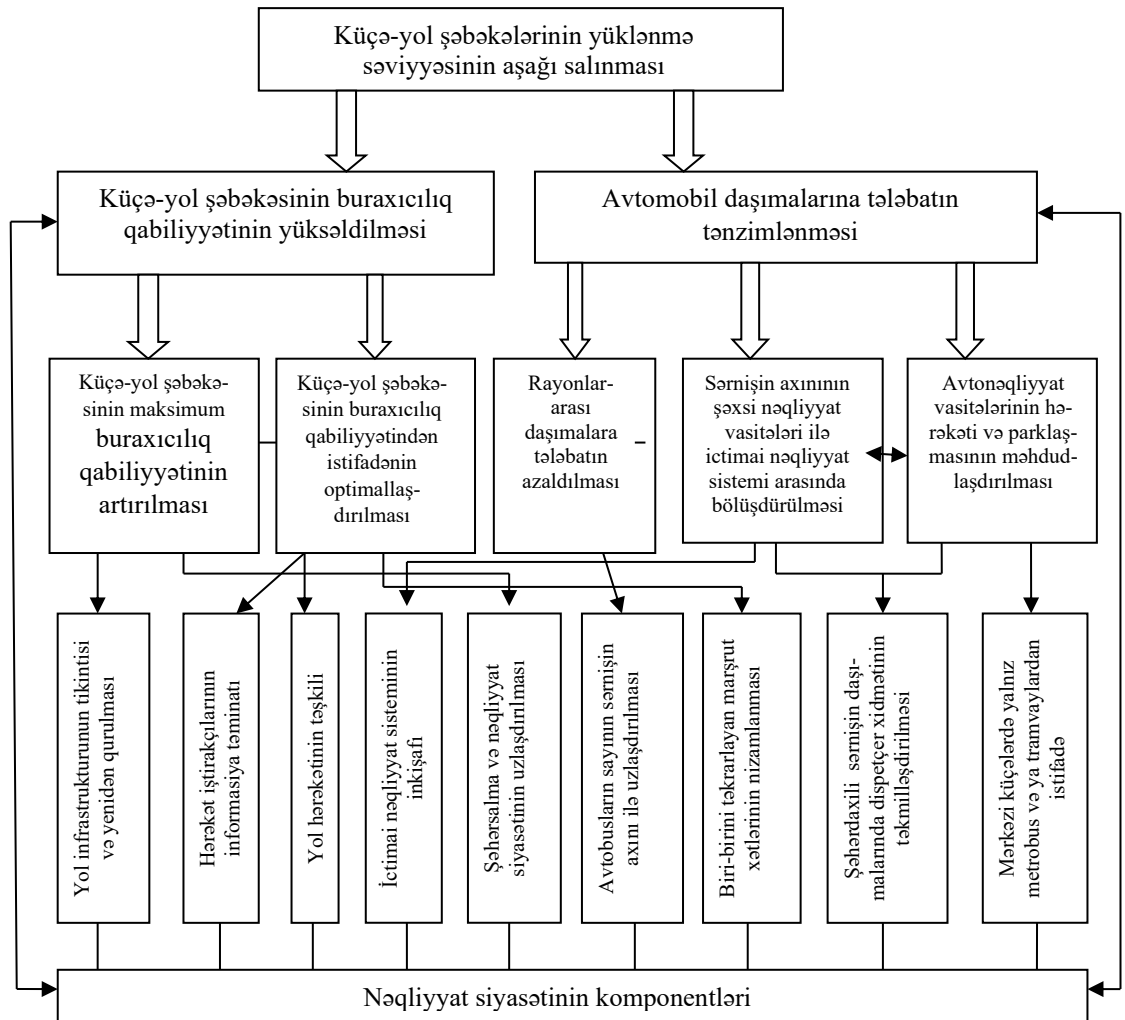 Küçə-yol şəbəkələrinin yüklənmə
səviyyəsinin aşağı salınması
Küçə-yol şəbəkəsinin buraxıcılıq
qabiliyyətinin yüksəldilməsi
Avtomobil daşımalarına tələbatın
tənzimlənməsi
Küçə-yol şəbəkə-
sinin maksimum
buraxıcılıq
qabiliyyətinin
artırılması
Küçə-yol şəbəkə-
sinin buraxıcılıq
qabiliyyətindən
istifadənin
optimallaş-
dırılması
Rayonlar-
arası
daşımalara
tələbatın
azaldılması
Sərnişin axınının
şəxsi nəqliyyat
vasitələri ilə
ictimai nəqliyyat
sistemi arasında
bölüşdürülməsi
Avtonəqliyyat
vasitələrinin hə-
rəkəti və parklaş-
masının məhdud-
laşdırılması
Yol infrastrukturunun tikintisi
və yenidən qurulması
Hərəkət iştirakçılarının
informasiya təminatı
Yol hərəkətinin təşkili
İctimai nəqliyyat sisteminin
inkişafı
Şəhərsalma və nəqliyyat
siyasətinin uzlaşdırılması
Avtobusların sayının sərnişin
axını ilə uzlaşdırılması
Biri-birini təkrarlayan marşrut
xətlərinin nizamlanması
Şəhərdaxili sərnişin daşı-
malarında dispetçer xidmətinin
təkmilləşdirilməsi
Mərkəzi küçələrdə yalnız
metrobus və ya tramvaylardan
istifadə
Nəqliyyat siyasətinin komponentləri